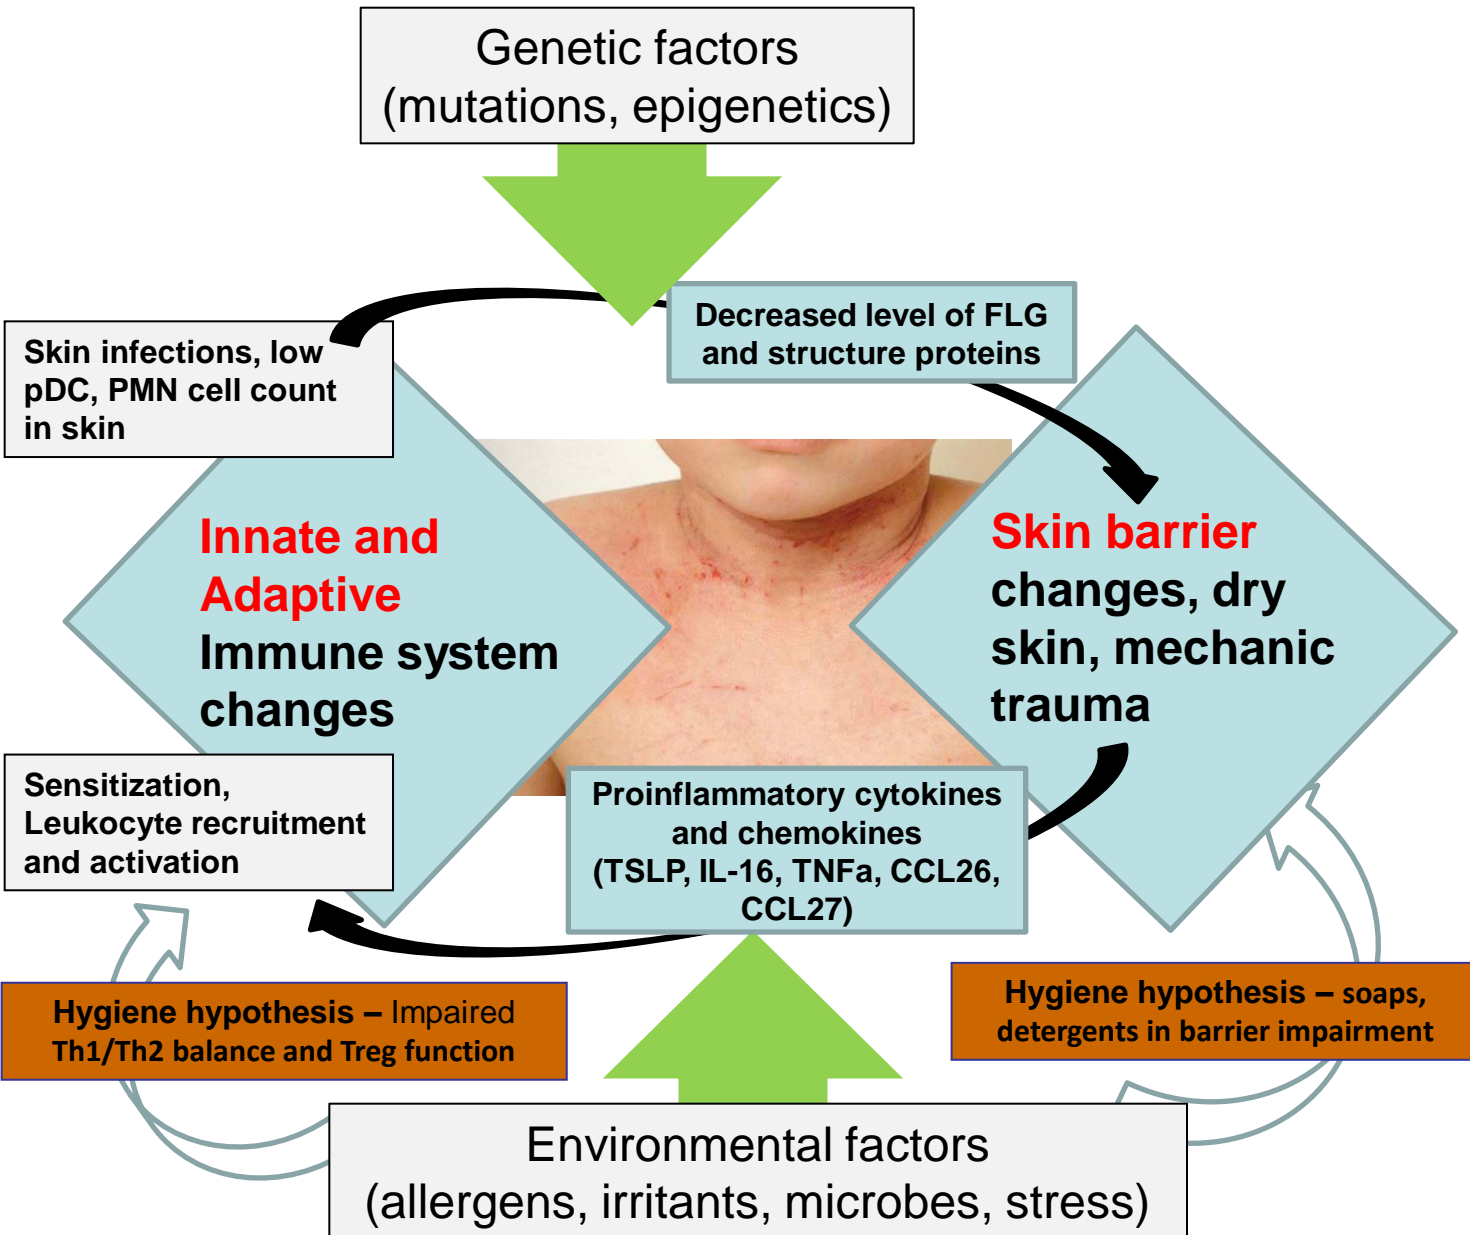 Genetic factors
(mutations, epigenetics)
Decreased level of FLG
and structure proteins
Skin infections, low
pDC, PMN cell count
in skin
Innate and
Adaptive
Immune system
changes
Skin barrier
changes, dry
skin, mechanic
trauma
Sensitization,
Leukocyte recruitment
and activation
Proinflammatory cytokines
and chemokines
(TSLP, IL-16, TNFa, CCL26,
CCL27)
Hygiene hypothesis – Impaired
Th1/Th2 balance and Treg function
Hygiene hypothesis – soaps,
detergents in barrier impairment
Environmental factors
(allergens, irritants, microbes, stress)